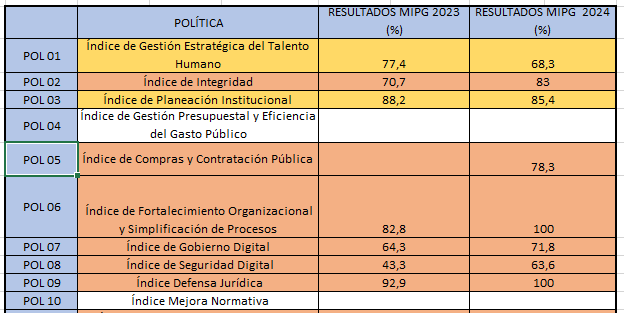 POLÍTICA RESULTADOS MIPG 2023 (%) RESULTADOS MIPG 2024 (%)
POL 01 Índice de Gestión Estratégica del Talento Humano 77,4 68,3
POL 02 Índice de Integridad 70,7 83
POL 03 Índice de Planeación Institucional 88,2 85,4
POL 04 Índice de Gestión Presupuestal y Eficiencia del Gasto Público
POL 05 Índice de Compras y Contratación Pública 78,3
POL 06 Índice de Fortalecimiento Organizacional y Simplificación de Procesos 82,8 100
POL 07 Índice de Gobierno Digital 64,3 71,8
POL 08 Índice de Seguridad Digital 43,3 63,6
POL 09 Índice Defensa Jurídica 92,9 100
POL 10 Índice Mejora Normativa